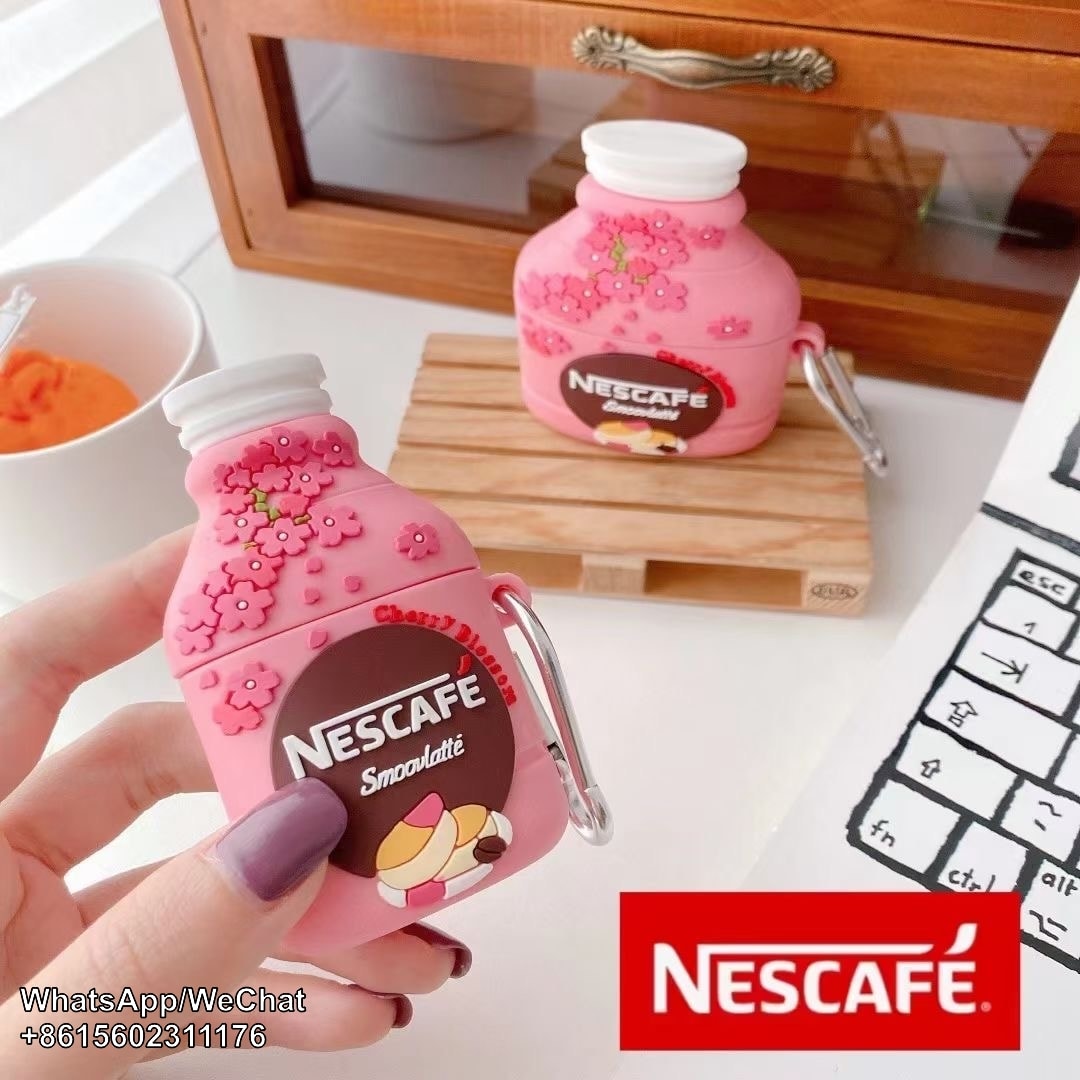 NESCAFÉ
Smoovlatté
Cherry Blossom
NESCAFÉ
Smoovlatté
esc
fn
ctrl
alt
NESCAFÉ®
WhatsApp/WeChat
+8615602311176